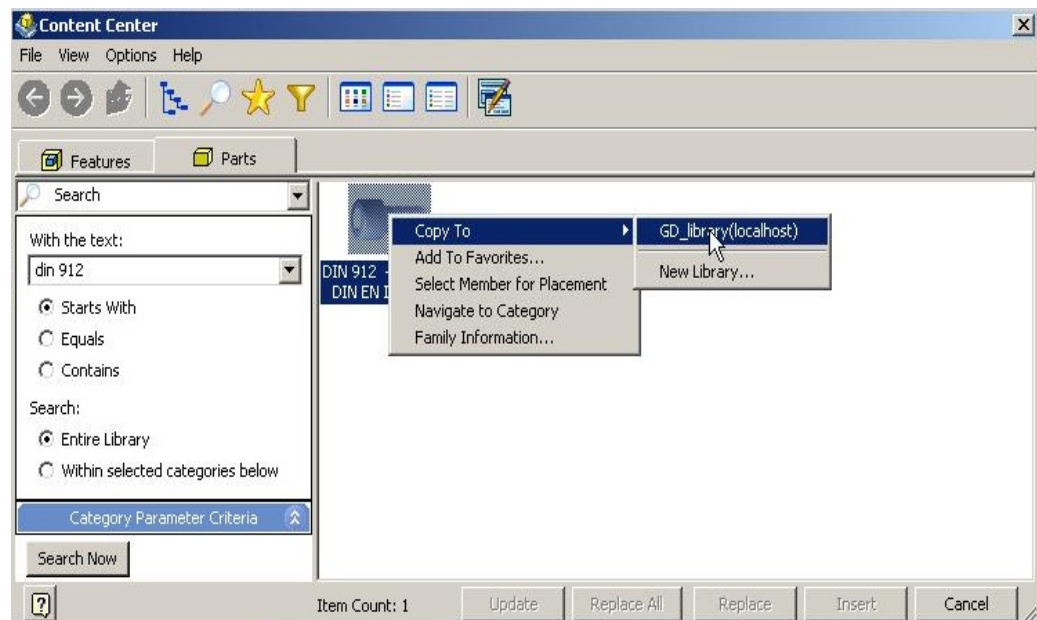 Content Center
File View Options Help
Features Parts
Search
With the text:
din 912
Starts With
Equals
Contains
Search:
Entire Library
Within selected categories below
Category Parameter Criteria
Search Now
DIN 912 -
DIN EN I
Copy To
Add To Favorites...
Select Member for Placement
Navigate to Category
Family Information...
GD_library(localhost)
New Library...
Item Count: 1 Update Replace All Replace Insert Cancel